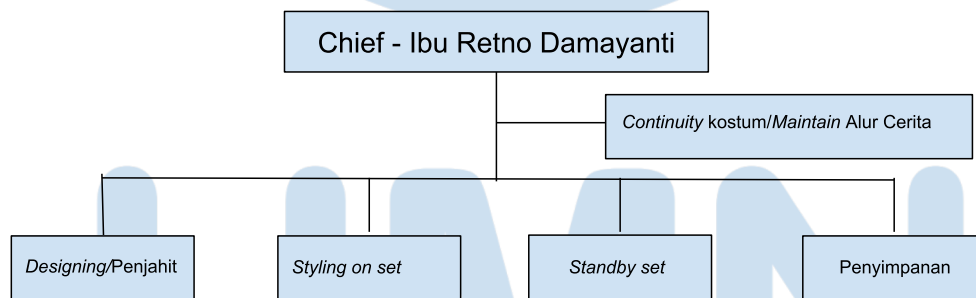 Chief - Ibu Retno Damayanti
Continuity kostum/Maintain Alur Cerita
Designing/Penjahit
Styling on set
Standby set
Penyimpanan